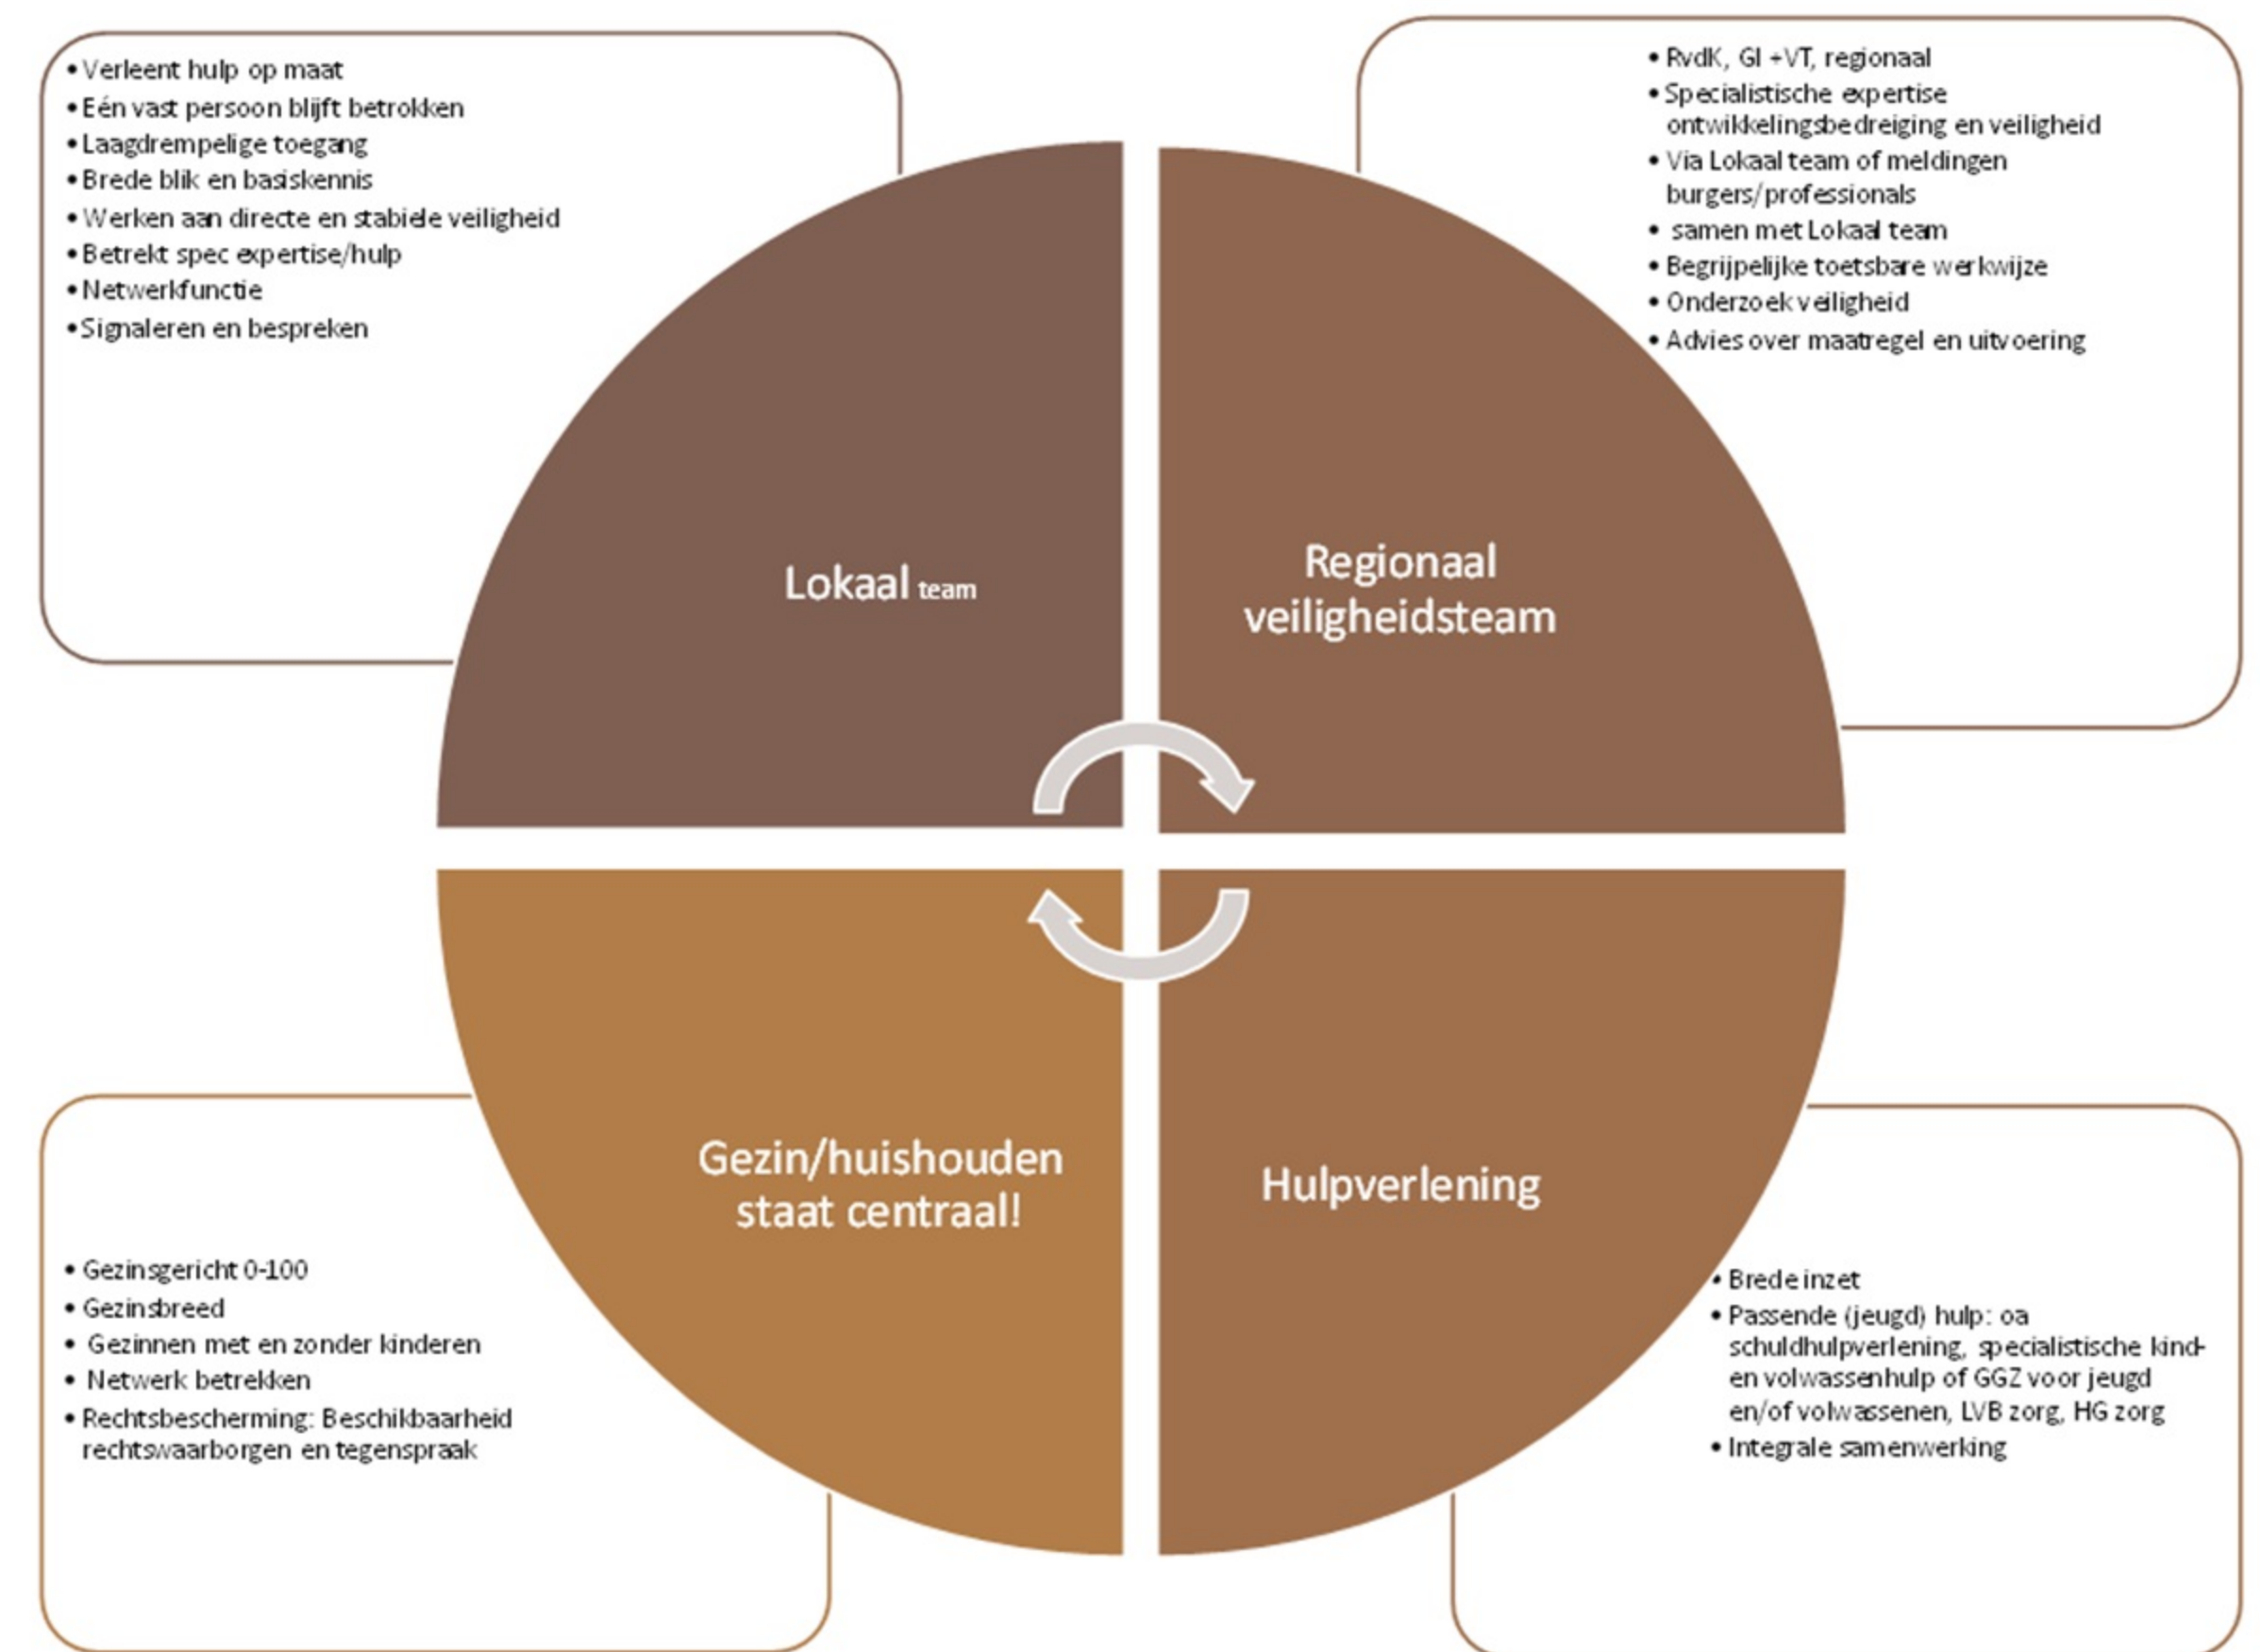 • Verleent hulp op maat
• Eén vast persoon blijft betrokken
• Laagdrempelige toegang
• Brede blik en basiskennis
• Werken aan directe en stabiele veiligheid
• Betrekt spec expertise/hulp
• Netwerkfunctie
• Signaleren en bespreken
• RvdK, GI +VT, regionaal
• Specialistische expertise
ontwikkelingsbedreiging en veiligheid
• Via Lokaal team of meldingen
burgers/professionals
• samen met Lokaal team
• Begrijpelijke toetsbare werkwijze
• Onderzoek veiligheid
• Advies over maatregel en uitvoering
Lokaal team
Regionaal
veiligheidsteam
Gezin/huishouden
staat centraal!
Hulpverlening
• Gezinsgericht 0-100
• Gezinsbreed
• Gezinnen met en zonder kinderen
• Netwerk betrekken
• Rechtsbescherming: Beschikbaarheid
rechtswaarborgen en tegenspraak
• Brede inzet
• Passende (jeugd) hulp: oa
schuldhulpverlening, specialistische kind-
en volwassenhulp of GGZ voor jeugd
en/of volwassenen, LVB zorg, HG zorg
• Integrale samenwerking